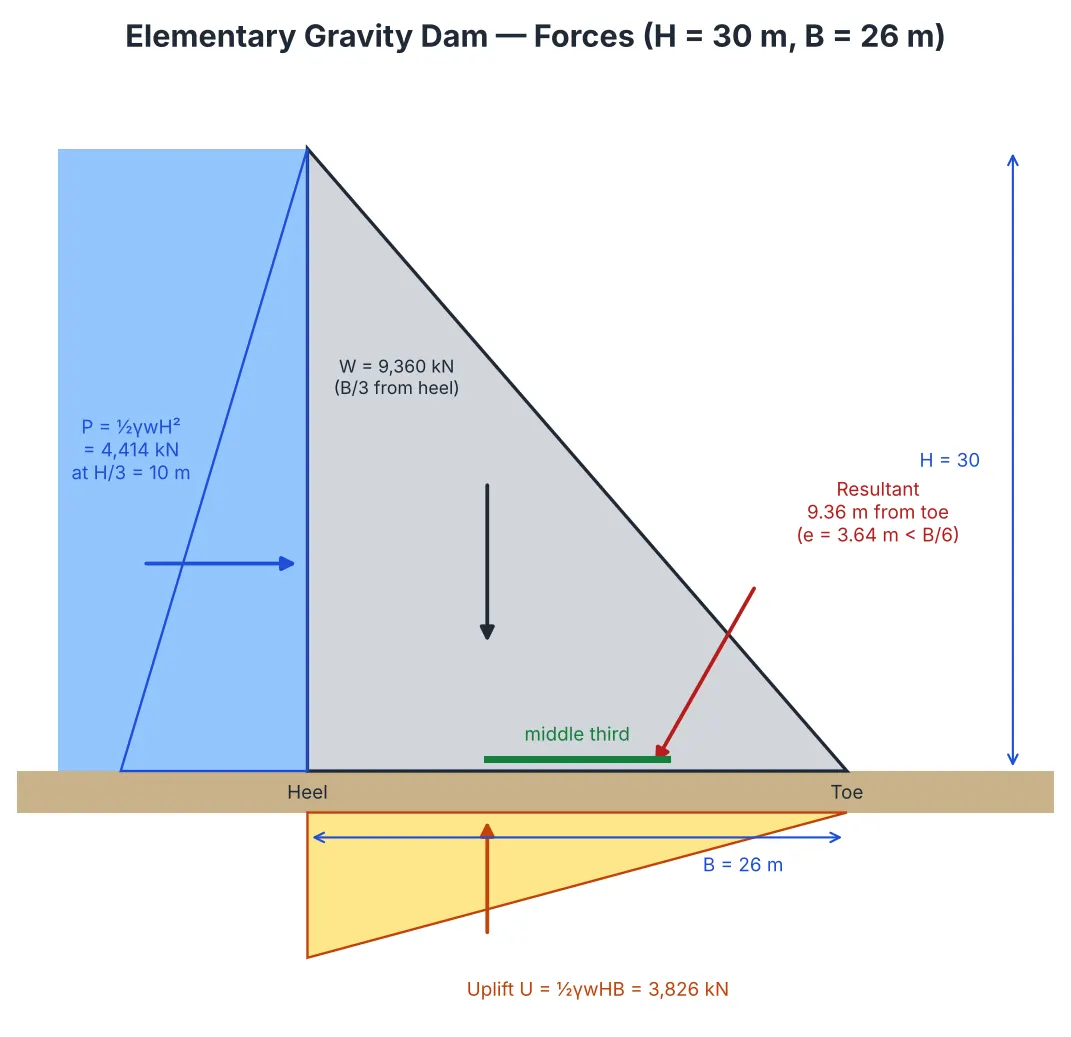 Elementary Gravity Dam — Forces (H = 30 m, B = 26 m)
W = 9,360 kN
(B/3 from heel)
P = ½γwH²
= 4,414 kN
at H/3 = 10 m
H = 30
Resultant
9.36 m from toe
(e = 3.64 m < B/6)
middle third
Heel
Toe
B = 26 m
Uplift U = ½γwHB = 3,826 kN